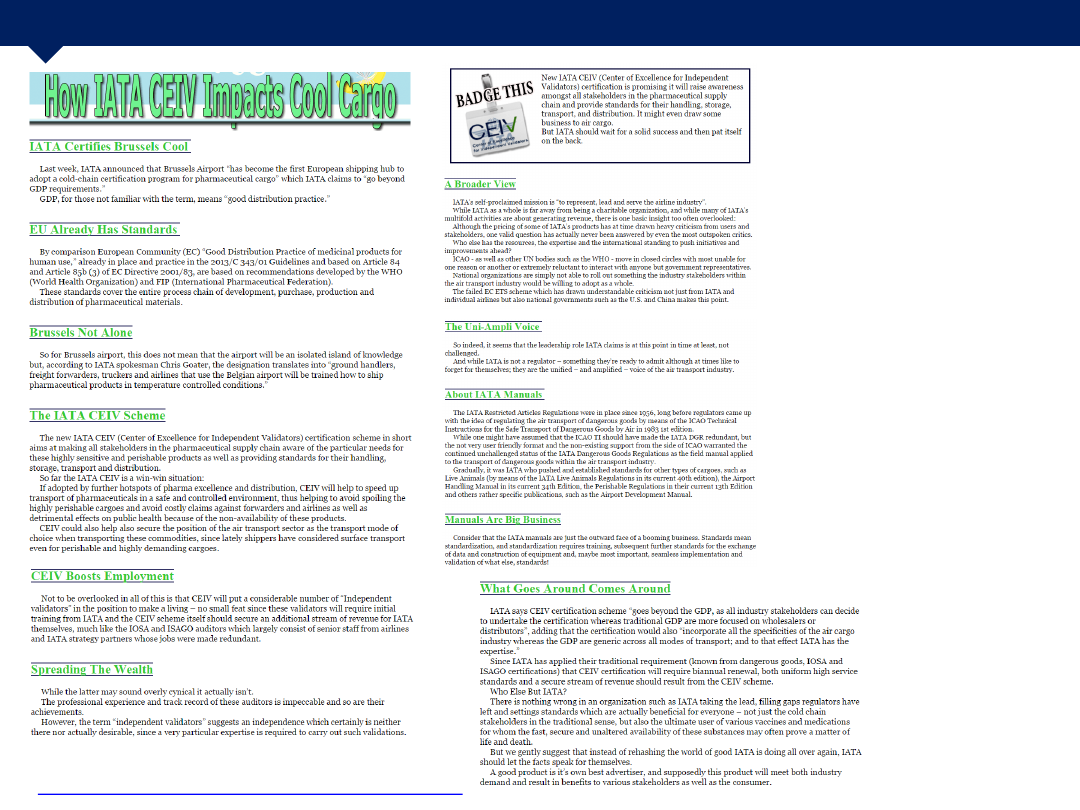 How IATA CEIV Impacts Cool Cargo
IATA Certifies Brussels Cool
Last week, IATA announced that Brussels Airport “has become the first European shipping hub to
adopt a cold-chain certification program for pharmaceutical cargo” which IATA claims to “go beyond
GDP requirements.”
GDP, for those not familiar with the term, means “good distribution practice.”
EU Already Has Standards
By comparison European Community (EC) “Good Distribution Practice of medicinal products for
human use,” already in place and practice in the 2013/C 343/01 Guidelines and based on Article 84
and Article 85b (3) of EC Directive 2001/83, are based on recommendations developed by the WHO
(World Health Organization) and FIP (International Pharmaceutical Federation).
These standards cover the entire process chain of development, purchase, production and
distribution of pharmaceutical materials.
Brussels Not Alone
So for Brussels airport, this does not mean that the airport will be an isolated island of knowledge
but, according to IATA spokesman Chris Goater, the designation translates into “ground handlers,
freight forwarders, truckers and airlines that use the Belgian airport will be trained how to ship
pharmaceutical products in temperature controlled conditions.”
The IATA CEIV Scheme
The new IATA CEIV (Center of Excellence for Independent Validators) certification scheme in short
aims at making all stakeholders in the pharmaceutical supply chain aware of the particular needs for
these highly sensitive and perishable products as well as providing standards for their handling,
storage, transport and distribution.
So far the IATA CEIV is a win-win situation:
If adopted by further hotspots of pharma excellence and distribution, CEIV will help to speed up
transport of pharmaceuticals in a safe and controlled environment, thus helping to avoid spoiling the
highly perishable cargoes and avoid costly claims against forwarders and airlines as well as
detrimental effects on public health because of the non-availability of these products.
CEIV could also help also secure the position of the air transport sector as the transport mode of
choice when transporting these commodities, since lately shippers have considered surface transport
even for perishable and highly demanding cargoes.
CEIV Boosts Employment
Not to be overlooked in all of this is that CEIV will put a considerable number of “Independent
validators” in the position to make a living – no small feat since these validators will require initial
training from IATA and the CEIV scheme itself should secure an additional stream of revenue for IATA
themselves, much like the IOSA and ISAGO auditors which largely consist of senior staff from airlines
and IATA strategy partners whose jobs were made redundant.
Spreading The Wealth
While the latter may sound overly cynical it actually isn’t.
The professional experience and track record of these auditors is impeccable and so are their
achievements.
However, the term “independent validators” suggests an independence which certainly is neither
there nor actually desirable, since a very particular expertise is required to carry out such validations.
BADGE THIS
CEIV
Center of Excellence
for Independent Validators
New IATA CEIV (Center of Excellence for Independent
Validators) certification is promising it will raise awareness
amongst all stakeholders in the pharmaceutical supply
chain and provide standards for their handling, storage,
transport, and distribution. It might even draw some
business to air cargo.
But IATA should wait for a solid success and then pat itself
on the back.
A Broader View
IATA’s self-proclaimed mission is “to represent, lead and serve the airline industry”.
While IATA as a whole is far away from being a charitable organization, and while many of IATA’s
multifold activities are about generating revenue, there is one basic insight too often overlooked:
Although the pricing of some of IATA’s products has at time drawn heavy criticism from users and
stakeholders, one valid question has actually never been answered by even the most outspoken critics.
Who else has the resources, the expertise and the international standing to push initiatives and
improvements ahead?
ICAO - as well as other UN bodies such as the WHO - move in closed circles with most unable for
one reason or another or extremely reluctant to interact with anyone but government representatives.
National organizations are simply not able to roll out something the industry stakeholders within
the air transport industry would be willing to adopt as a whole.
The failed EC ETS scheme which has drawn understandable criticism not just from IATA and
individual airlines but also national governments such as the U.S. and China makes this point.
The Uni-Ampli Voice
So indeed, it seems that the leadership role IATA claims is at this point in time at least, not
challenged.
And while IATA is not a regulator – something they’re ready to admit although at times like to
forget for themselves; they are the unified – and amplified – voice of the air transport industry.
About IATA Manuals
The IATA Restricted Articles Regulations were in place since 1956, long before regulators came up
with the idea of regulating the air transport of dangerous goods by means of the ICAO Technical
Instructions for the Safe Transport of Dangerous Goods by Air in 1983 1st edition.
While one might have assumed that the ICAO TI should have made the IATA DGR redundant, but
the not very user friendly format and the non-existing support from the side of ICAO warranted the
continued unchallenged status of the IATA Dangerous Goods Regulations as the field manual applied
to the transport of dangerous goods within the air transport industry.
Gradually, it was IATA who pushed and established standards for other types of cargoes, such as
Live Animals (by means of the IATA Live Animals Regulations in its current 40th edition), the Airport
Handling Manual in its current 34th Edition, the Perishable Regulations in their current 13th Edition
and others rather specific publications, such as the Airport Development Manual.
Manuals Are Big Business
Consider that the IATA manuals are just the outward face of a booming business. Standards mean
standardization, and standardization requires training, subsequent further standards for the exchange
of data and construction of equipment and, maybe most important, seamless implementation and
validation of what else, standards!
What Goes Around Comes Around
IATA says CEIV certification scheme “goes beyond the GDP, as all industry stakeholders can decide
to undertake the certification whereas traditional GDP are more focused on wholesalers or
distributors”, adding that the certification would also “incorporate all the specificities of the air cargo
industry whereas the GDP are generic across all modes of transport; and to that effect IATA has the
expertise.”
Since IATA has applied their traditional requirement (known from dangerous goods, IOSA and
ISAGO certifications) that CEIV certification will require biannual renewal, both uniform high service
standards and a secure stream of revenue should result from the CEIV scheme.
Who Else But IATA?
There is nothing wrong in an organization such as IATA taking the lead, filling gaps regulators have
left and settings standards which are actually beneficial for everyone – not just the cold chain
stakeholders in the traditional sense, but also the ultimate user of various vaccines and medications
for whom the fast, secure and unaltered availability of these substances may often prove a matter of
life and death.
But we gently suggest that instead of rehashing the world of good IATA is doing all over again, IATA
should let the facts speak for themselves.
A good product is it’s own best advertiser, and supposedly this product will meet both industry
demand and result in benefits to various stakeholders as well as the consumer.